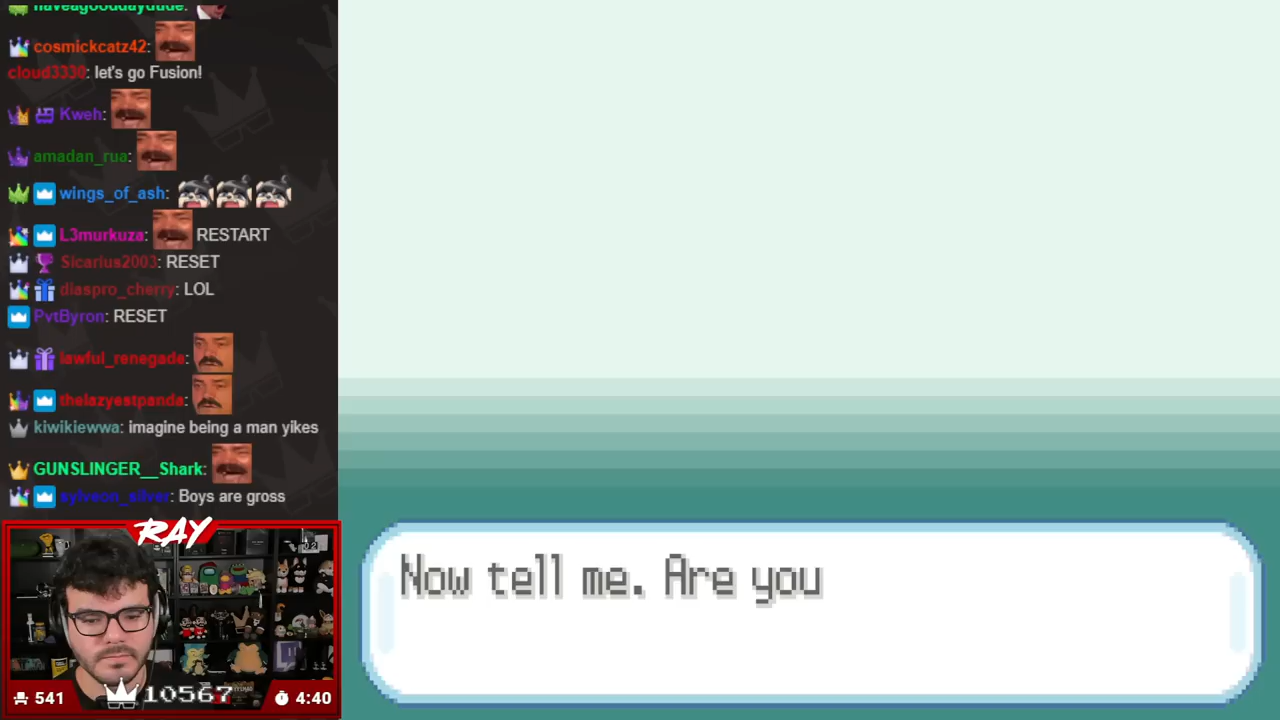 haveagooddaydude:
cosmickatz42:
cloud3330: let's go Fusion!
Kweh:
amadan_rua:
wings_of_ash:
L3murkuza: RESTART
Sicarius2003: RESET
diaspro_cherry: LOL
PvtByron: RESET
lawful_renegade:
thelazyestpanda:
kiwikiewwa: imagine being a man yikes
GUNSLINGER__Shark:
sylveon_silver: Boys are gross
RAY
541 10567 4:40
Now tell me. Are you